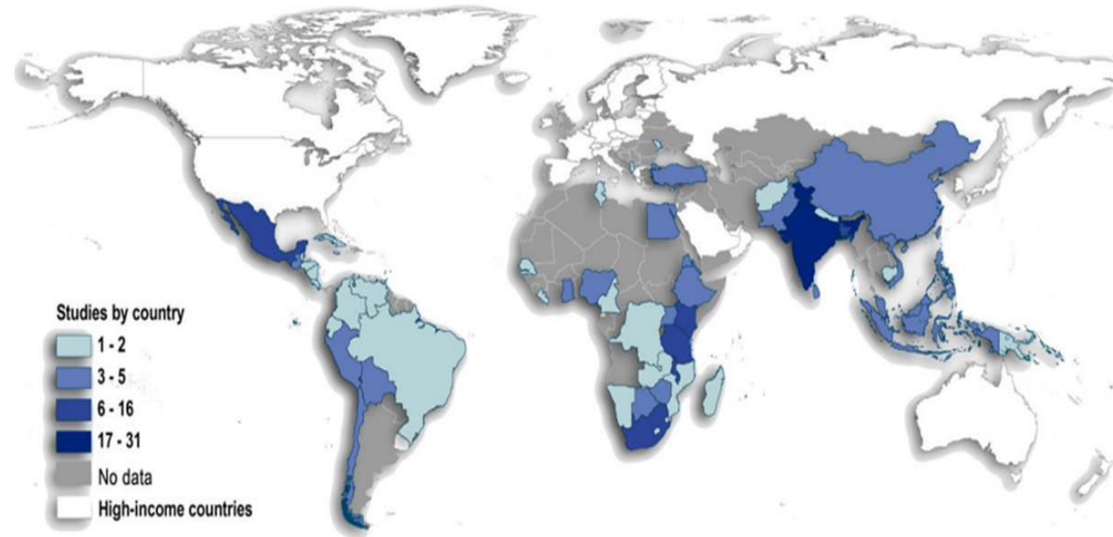 Studies by country
1 - 2
3 - 5
6 - 16
17 - 31
No data
High-income countries